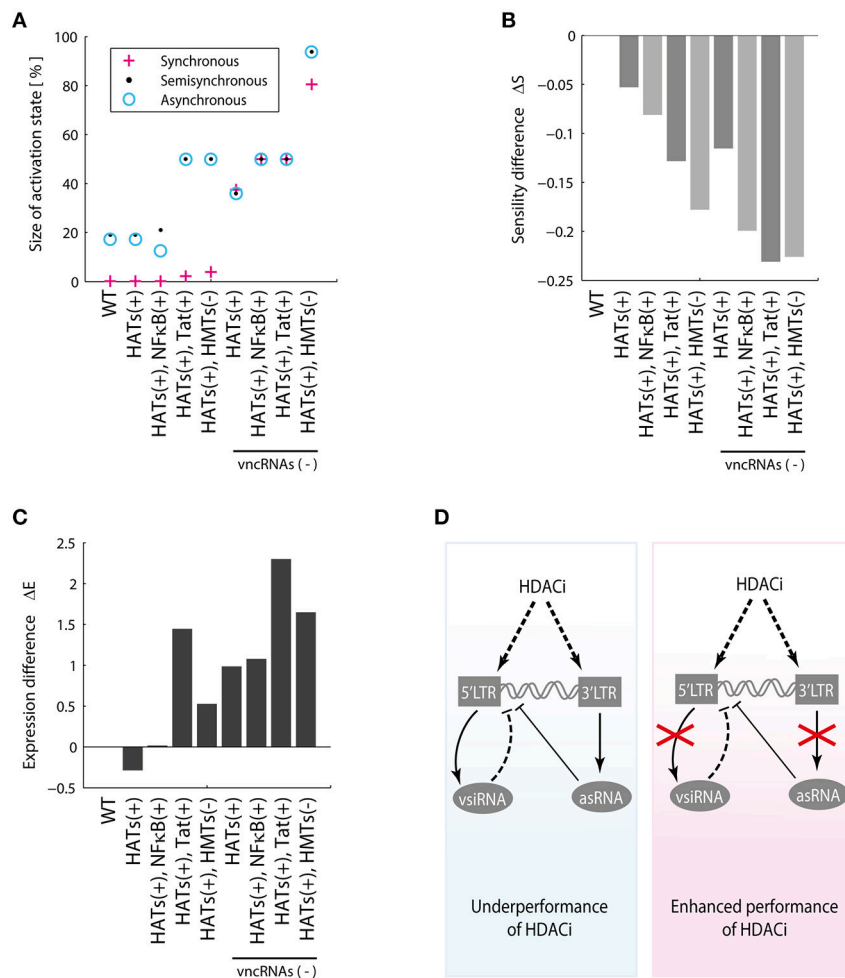 A
Size of activation state [ % ]
100
80
60
40
20
0
Synchronous
Semisynchronous
Asynchronous
WT
HATs(+)
HATs(+), NFκB(+)
HATs(+), Tat(+)
HATs(+), HMTs(-)
HATs(+)
HATs(+), NFκB(+)
HATs(+), Tat(+)
HATs(+), HMTs(-)
vncRNAs ( - )
B
Sensility difference ΔS
0
−0.05
−0.1
−0.15
−0.2
−0.25
WT
HATs(+)
HATs(+), NFκB(+)
HATs(+), Tat(+)
HATs(+), HMTs(-)
HATs(+)
HATs(+), NFκB(+)
HATs(+), Tat(+)
HATs(+), HMTs(-)
vncRNAs ( - )
C
Expression difference ΔE
2.5
2
1.5
1
0.5
0
−0.5
WT
HATs(+)
HATs(+), NFκB(+)
HATs(+), Tat(+)
HATs(+), HMTs(-)
HATs(+)
HATs(+), NFκB(+)
HATs(+), Tat(+)
HATs(+), HMTs(-)
vncRNAs ( - )
D
HDACi
5'LTR
3'LTR
vsiRNA
asRNA
Underperformance
of HDACi
HDACi
5'LTR
3'LTR
vsiRNA
asRNA
Enhanced performance
of HDACi